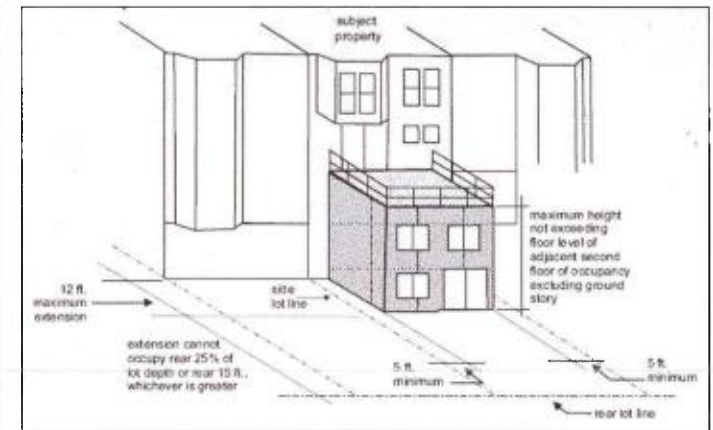 subject
property
maximum height
not exceeding
floor level of
adjacent second
floor of occupancy
excluding ground
story
12 ft.
maximum
extension
side
lot line
extension cannot
occupy rear 25% of
lot depth or rear 15 ft.,
whichever is greater
5 ft.
minimum
5 ft.
minimum
rear lot line